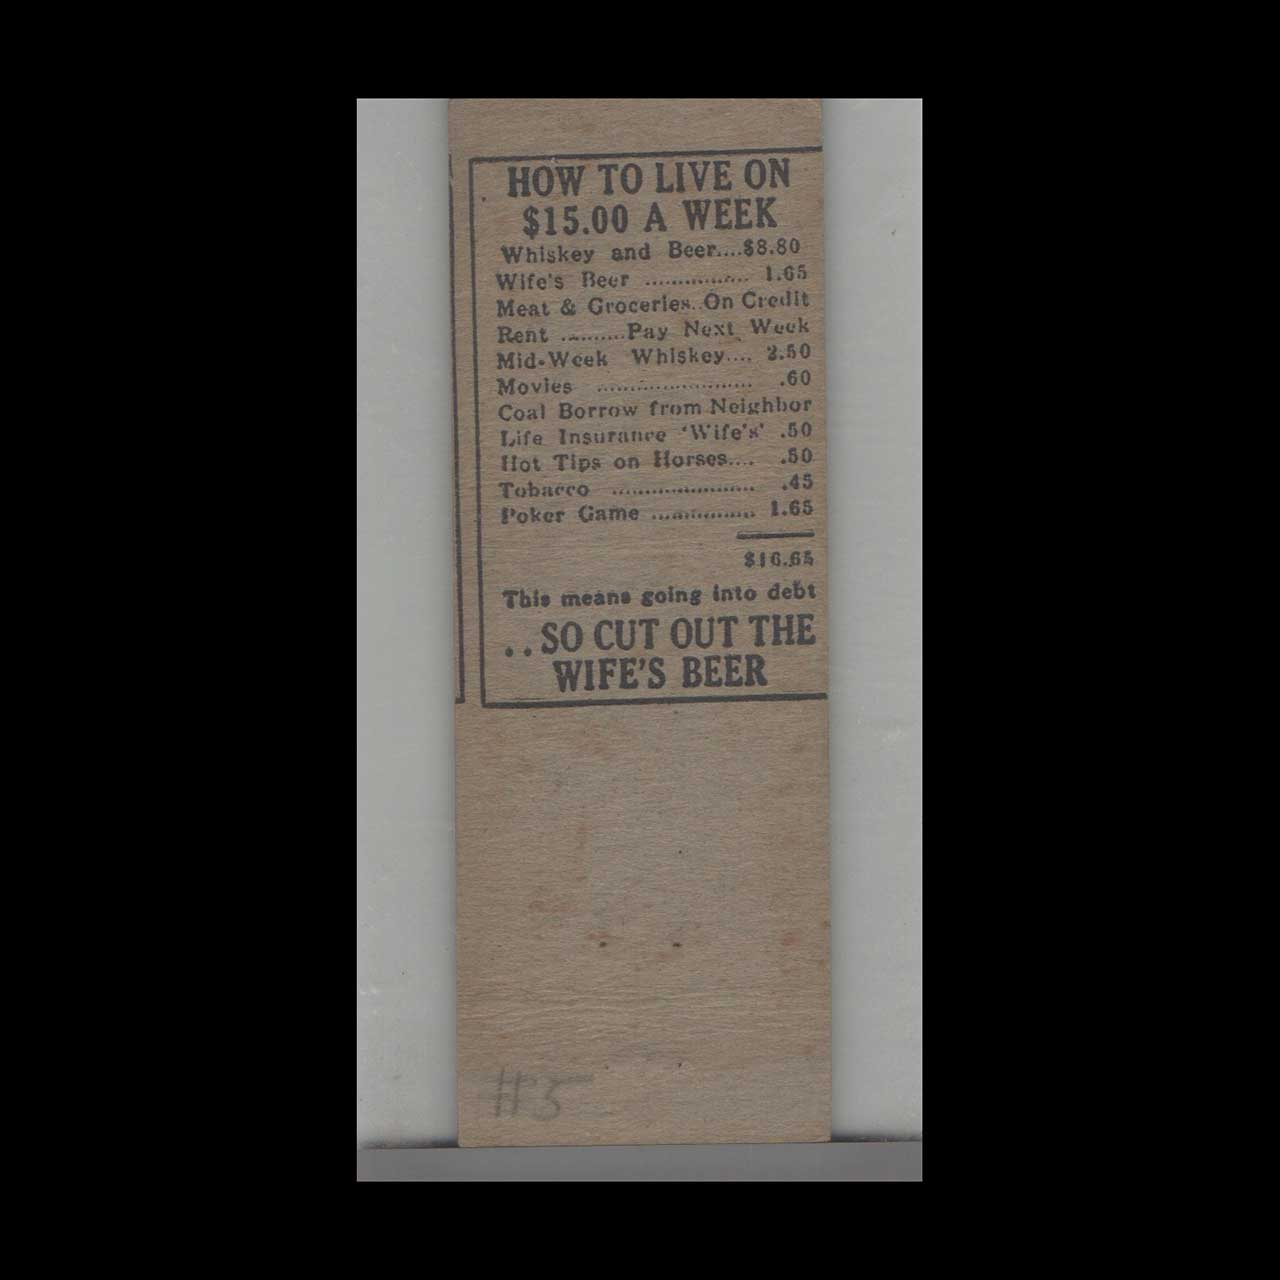 HOW TO LIVE ON
$15.00 A WEEK
Whiskey and Beer....$8.80
Wife's Beer ................ 1.65
Meat & Groceries..On Credit
Rent ..........Pay Next Week
Mid-Week Whiskey.... 2.50
Movies ........................ .60
Coal Borrow from Neighbor
Life Insurance 'Wife's' .50
Hot Tips on Horses.... .50
Tobacco ...................... .45
Poker Game ................ 1.65
$16.65
This means going into debt
..SO CUT OUT THE
WIFE'S BEER
H5